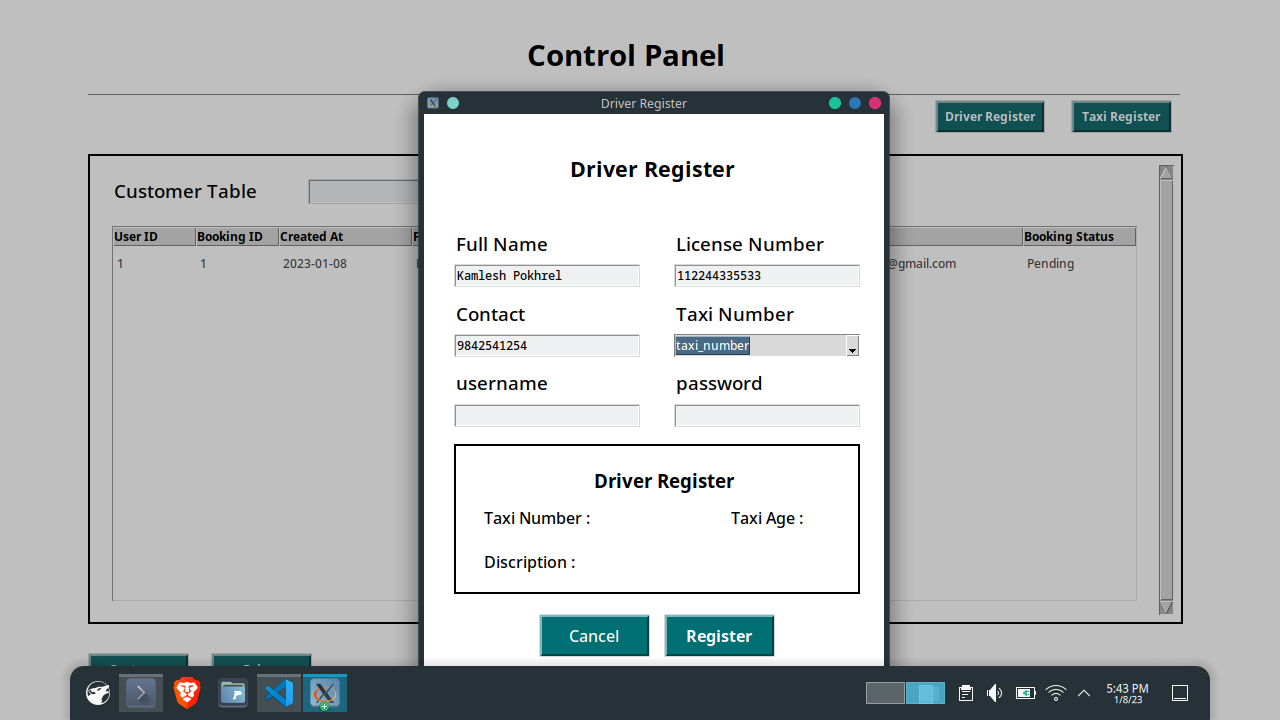 Control Panel
Driver Register
Driver Register
Taxi Register
Driver Register
Customer Table
User ID
Booking ID
Created At
Booking Status
1
1
2023-01-08
@gmail.com
Pending
Full Name
License Number
Kamlesh Pokhrel
112244335533
Contact
Taxi Number
9842541254
taxi_number
username
password
Driver Register
Taxi Number :
Taxi Age :
Discription :
Cancel
Register
5:43 PM
1/8/23